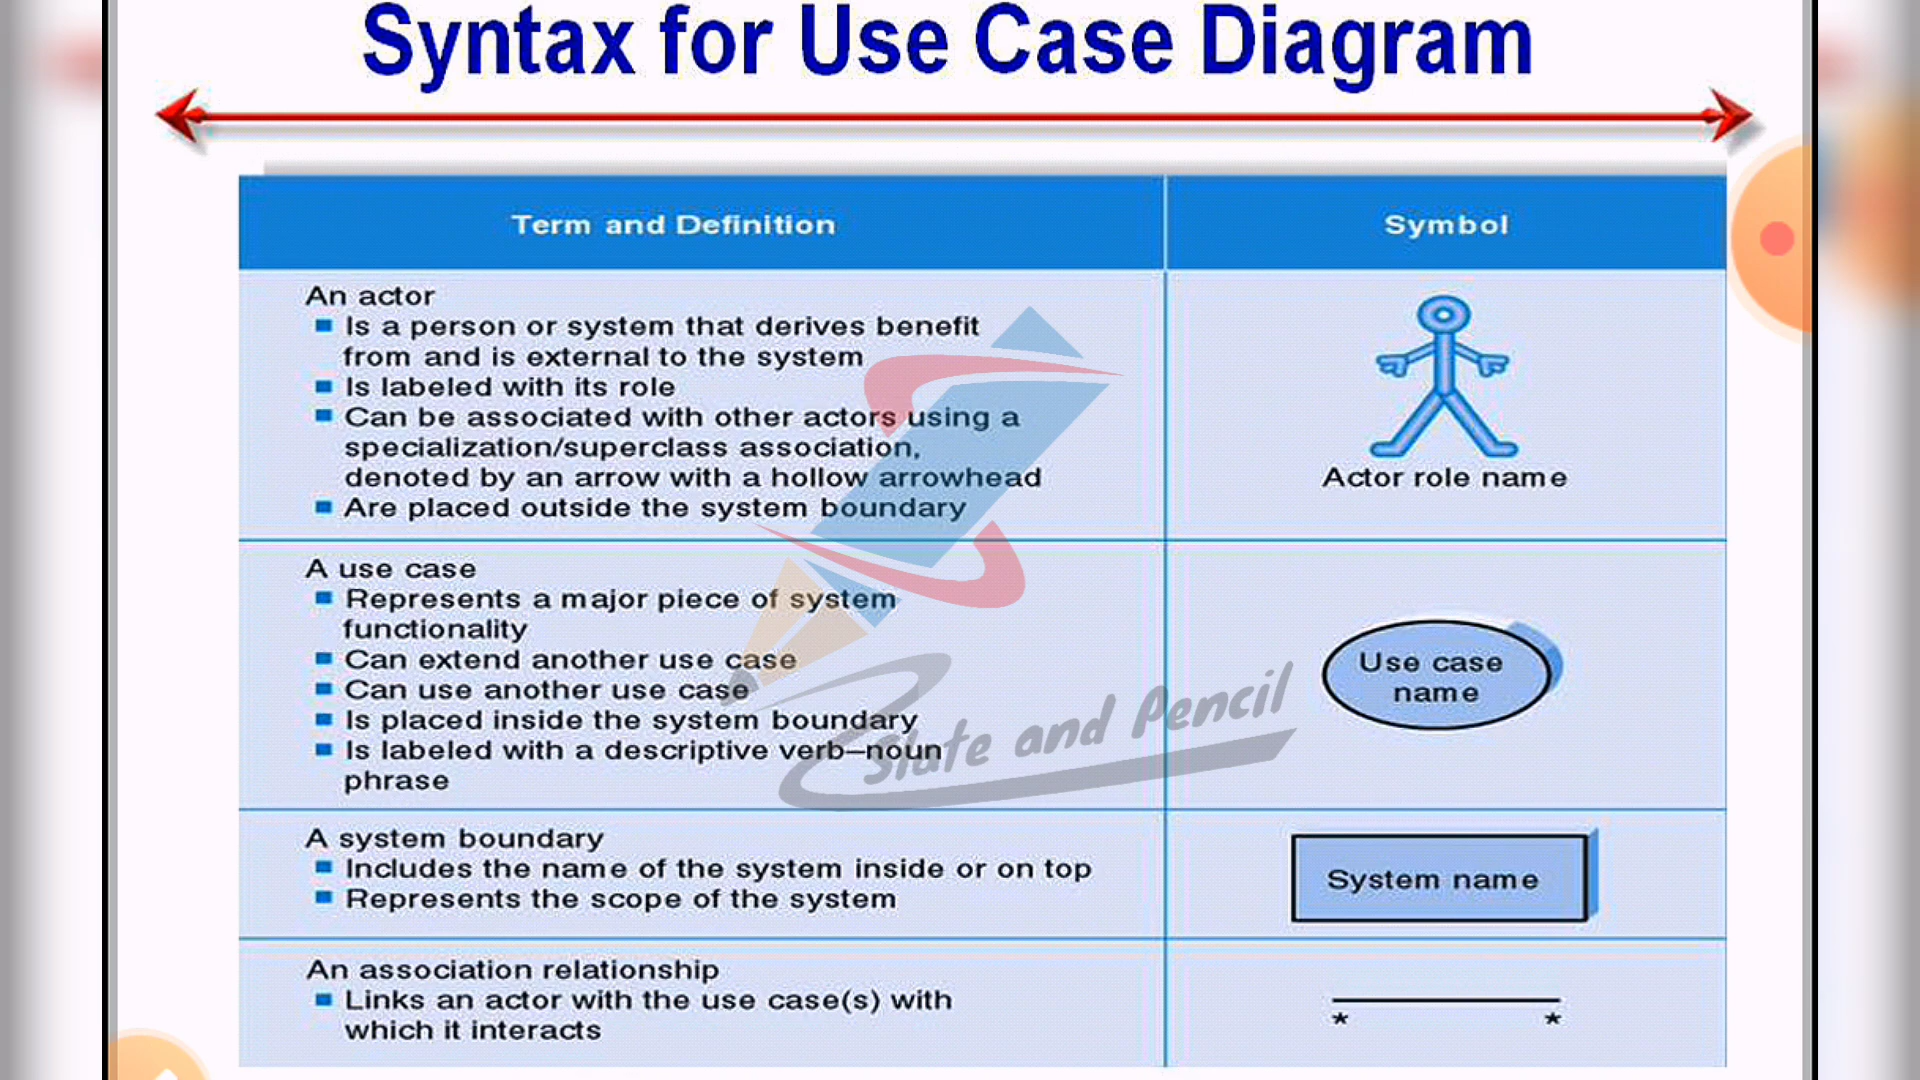 Syntax for Use Case Diagram
Term and Definition
Symbol
An actor
Is a person or system that derives benefit
from and is external to the system
Is labeled with its role
Can be associated with other actors using a
specialization/superclass association,
denoted by an arrow with a hollow arrowhead
Are placed outside the system boundary
Actor role name
A use case
Represents a major piece of system
functionality
Can extend another use case
Can use another use case
Is placed inside the system boundary
Is labeled with a descriptive verb–noun
phrase
Use case
name
Slate and Pencil
A system boundary
Includes the name of the system inside or on top
Represents the scope of the system
System name
An association relationship
Links an actor with the use case(s) with
which it interacts
* *